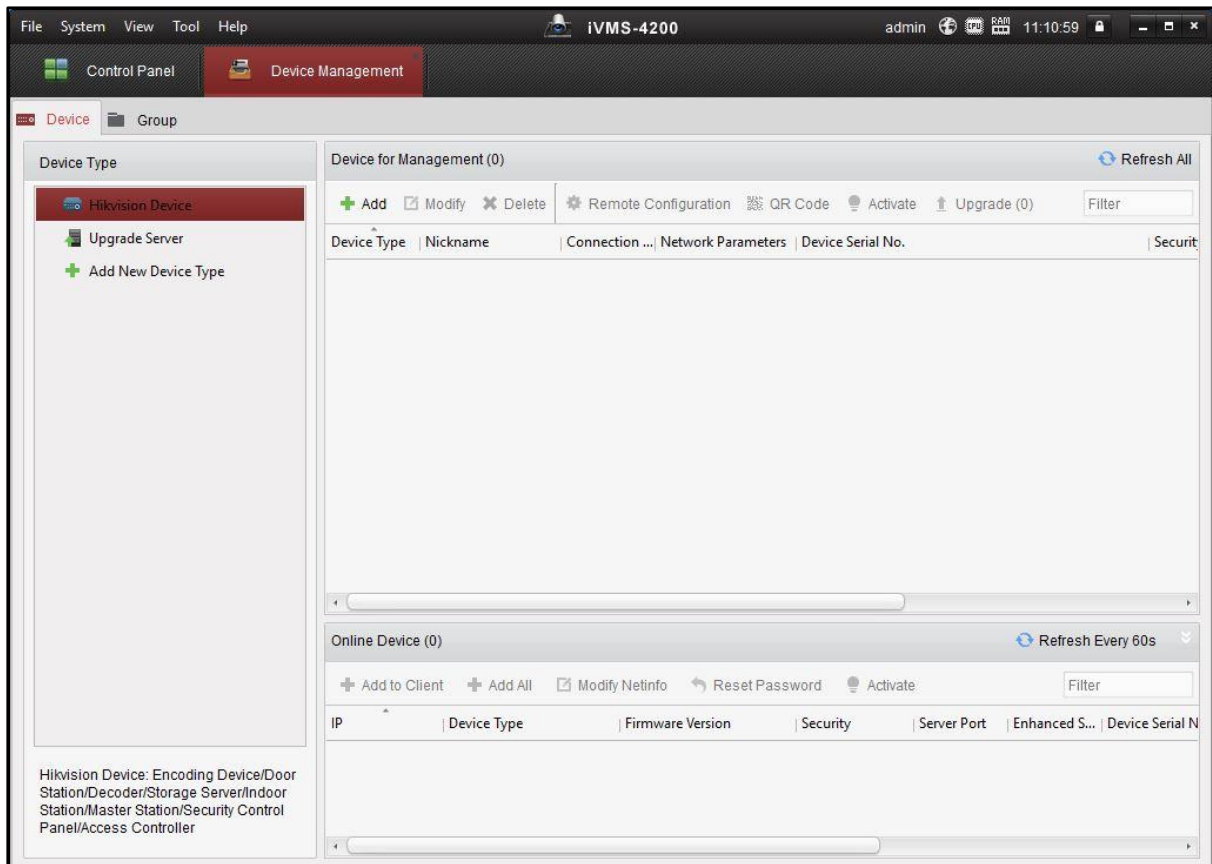 File System View Tool Help iVMS-4200 admin CPU RAM 11:10:59
Control Panel Device Management
Device Group
Device Type
Hikvision Device
Upgrade Server
Add New Device Type
Hikvision Device: Encoding Device/Door
Station/Decoder/Storage Server/Indoor
Station/Master Station/Security Control
Panel/Access Controller
Device for Management (0) Refresh All
Add Modify Delete Remote Configuration QR Code Activate Upgrade (0) Filter
Device Type Nickname Connection ... Network Parameters Device Serial No. Securit
Online Device (0) Refresh Every 60s
Add to Client Add All Modify Netinfo Reset Password Activate Filter
IP Device Type Firmware Version Security Server Port Enhanced S... Device Serial N